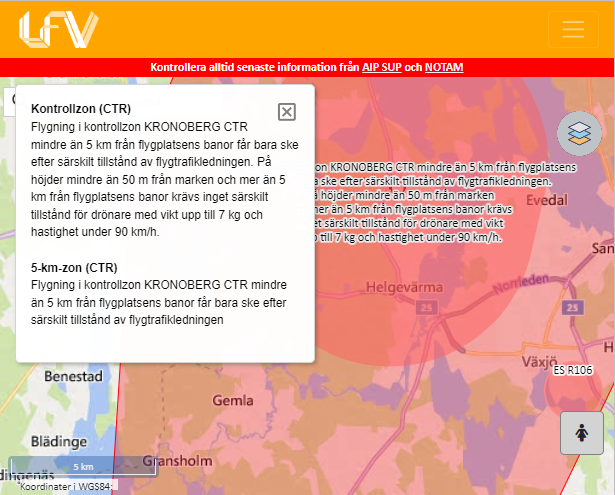 LFV
Kontrollera alltid senaste information från AIP SUP och NOTAM
Kontrollzon (CTR)
Flygning i kontrollzon KRONOBERG CTR
mindre än 5 km från flygplatsens banor får bara ske
efter särskilt tillstånd av flygtrafikledningen. På
höjder mindre än 50 m från marken och mer än 5
km från flygplatsens banor krävs inget särskilt
tillstånd för drönare med vikt upp till 7 kg och
hastighet under 90 km/h.
5-km-zon (CTR)
Flygning i kontrollzon KRONOBERG CTR mindre
än 5 km från flygplatsens banor får bara ske efter
särskilt tillstånd av flygtrafikledningen
on KRONOBERG CTR mindre än 5 km från flygplatsens
a ske efter särskilt tillstånd av flygtrafikledningen.
höjder mindre än 50 m från marken
mer än 5 km från flygplatsens banor krävs
et särskilt tillstånd för drönare med vikt
p till 7 kg och hastighet under 90 km/h.
Evedal
San
Helgevärma
Norrleden
25
25
Växjö
ES R106
Benestad
Gemla
Blädinge
Gransholm
5 km
Koordinater i WGS84: